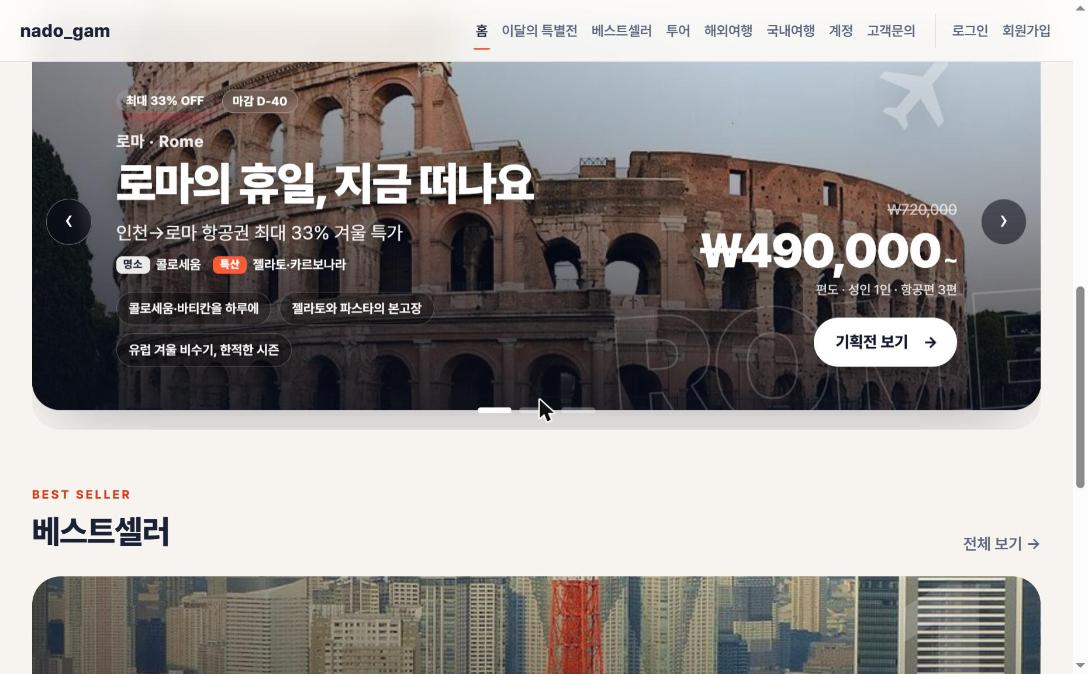 nado_gam
홈 이달의 특별전 베스트셀러 투어 해외여행 국내여행 계정 고객문의 로그인 회원가입
최대 33% OFF 마감 D-40
로마 · Rome
로마의 휴일, 지금 떠나요
인천→로마 항공권 최대 33% 겨울 특가
명소 콜로세움 특산 젤라토·카르보나라
콜로세움·바티칸을 하루에 젤라토와 파스타의 본고장
유럽 겨울 비수기, 한적한 시즌
₩720,000
₩490,000~
편도 · 성인 1인 · 항공편 3편
기획전 보기 →
ROME
BEST SELLER
베스트셀러
전체 보기 →